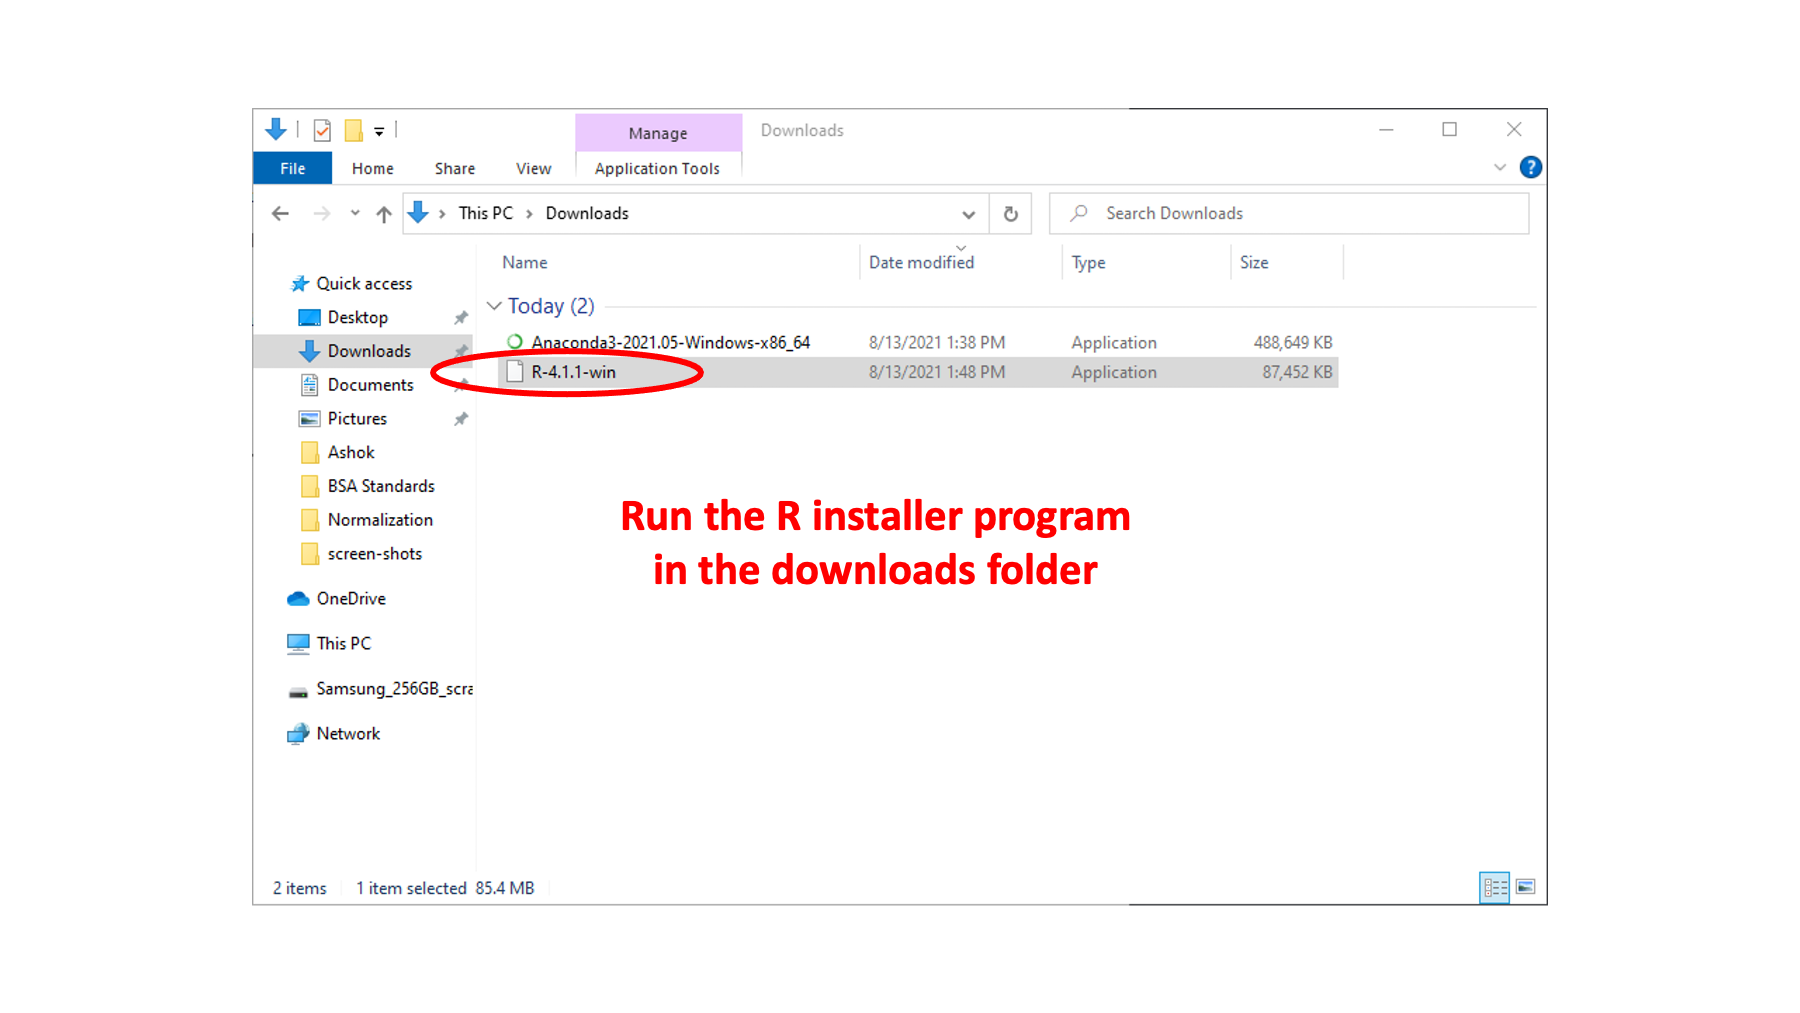 Manage Downloads
File Home Share View Application Tools
This PC Downloads Search Downloads
Name Date modified Type Size
Quick access
Today (2)
Desktop
Anaconda3-2021.05-Windows-x86_64 8/13/2021 1:38 PM Application 488,649 KB
Downloads
R-4.1.1-win 8/13/2021 1:48 PM Application 87,452 KB
Documents
Pictures
Ashok
BSA Standards
Normalization
screen-shots
Run the R installer program
in the downloads folder
OneDrive
This PC
Samsung_256GB_scra
Network
2 items 1 item selected 85.4 MB